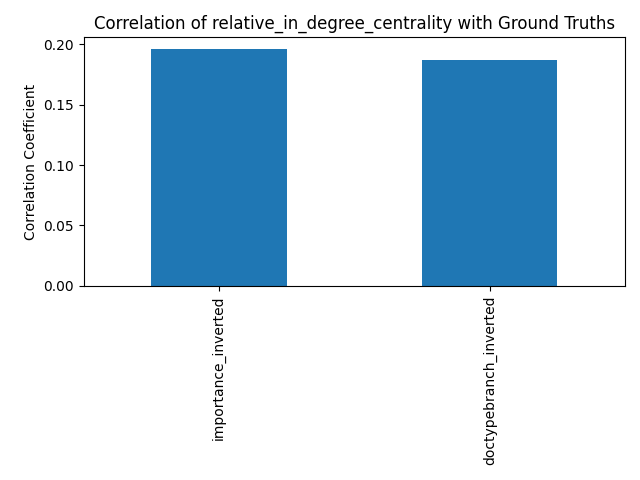 Correlation of relative_in_degree_centrality with Ground Truths
Correlation Coefficient
0.20
0.15
0.10
0.05
0.00
importance_inverted
doctypebranch_inverted